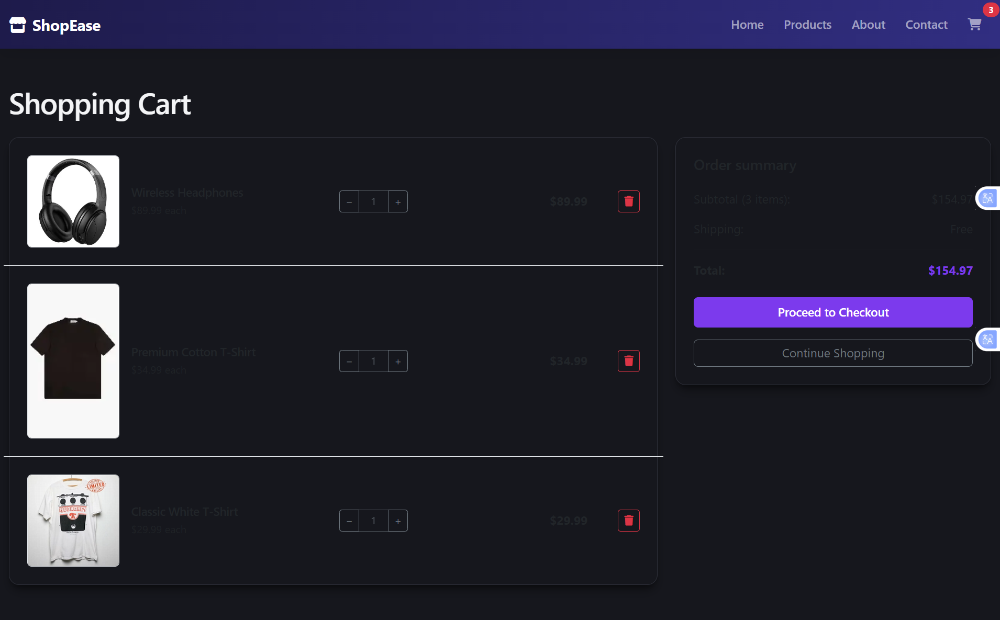 ShopEase
Home
Products
About
Contact
3
Shopping Cart
Wireless Headphones
$89.99 each
−
1
+
$89.99
Premium Cotton T-Shirt
$34.99 each
−
1
+
$34.99
LIMITED
MUDHONEY
Classic White T-Shirt
$29.99 each
−
1
+
$29.99
Order summary
Subtotal (3 items):
$154.97
Shipping:
Free
Total:
$154.97
Proceed to Checkout
Continue Shopping